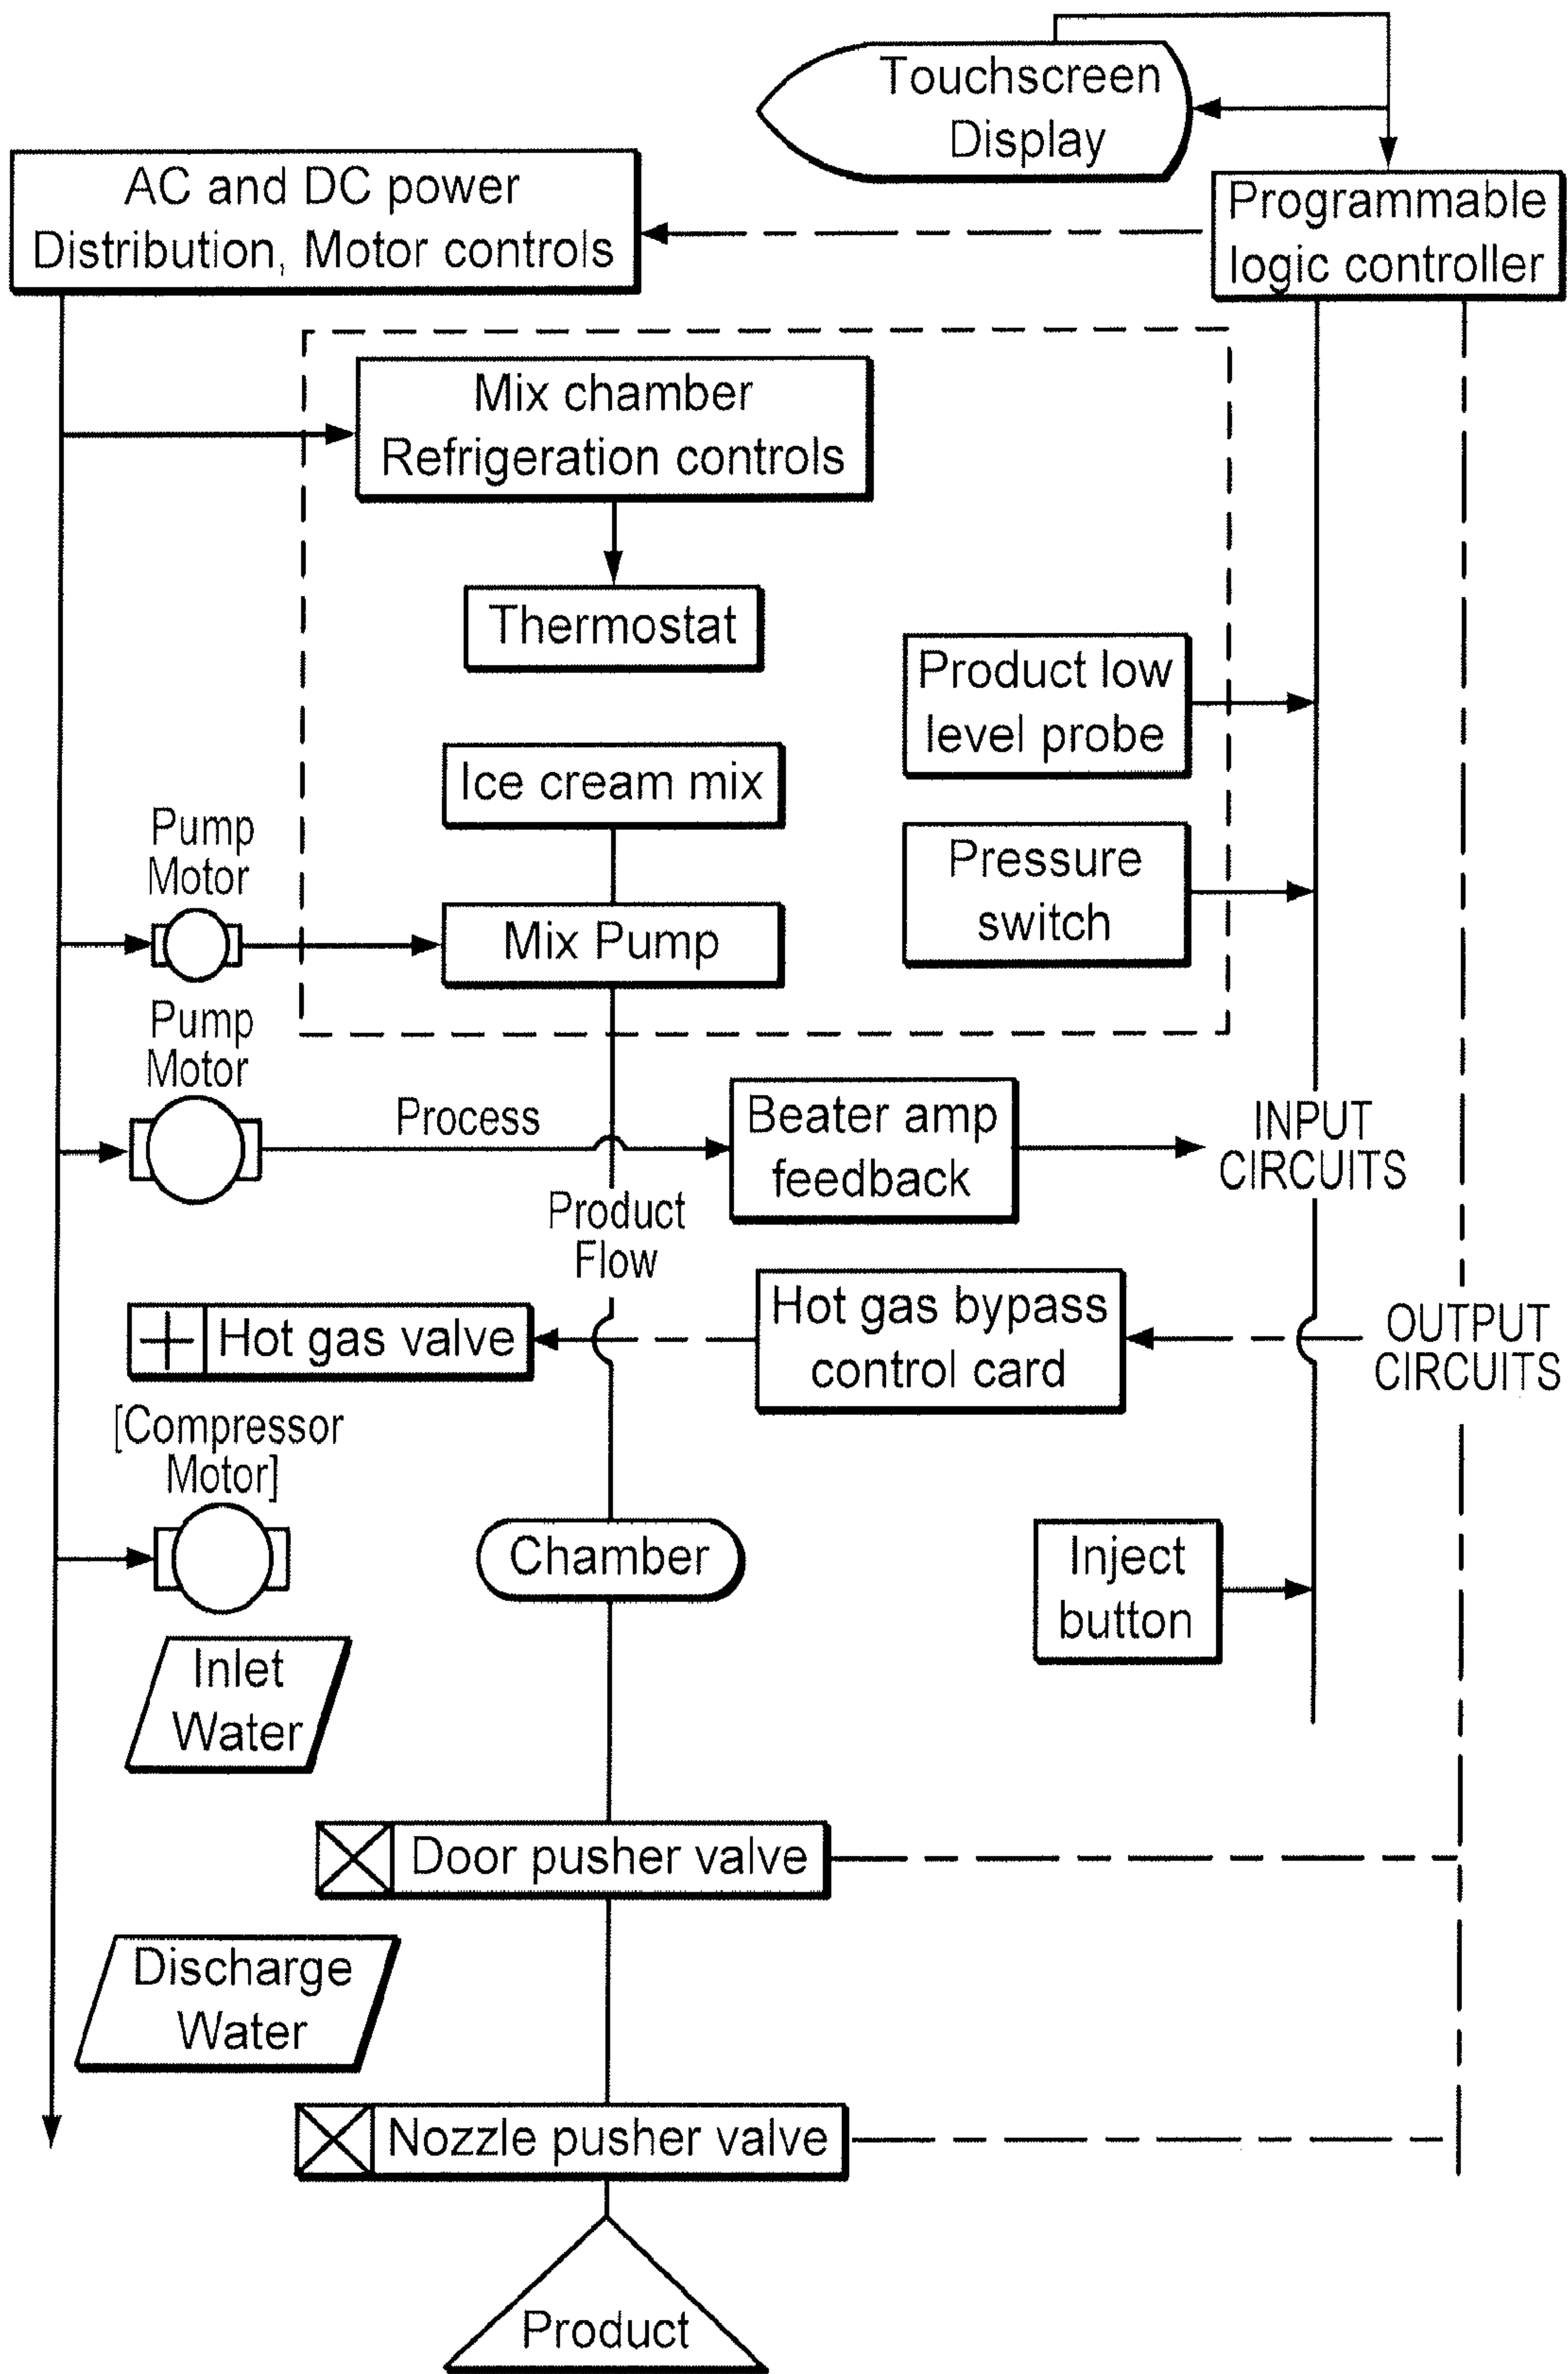 Touchscreen
Display
AC and DC power
Distribution, Motor controls
Programmable
logic controller
Mix chamber
Refrigeration controls
Thermostat
Product low
level probe
Ice cream mix
Pressure
switch
Pump
Motor
Mix Pump
Pump
Motor
Process
Beater amp
feedback
INPUT
CIRCUITS
Product
Flow
Hot gas valve
Hot gas bypass
control card
OUTPUT
CIRCUITS
[Compressor
Motor]
Chamber
Inject
button
Inlet
Water
Door pusher valve
Discharge
Water
Nozzle pusher valve
Product